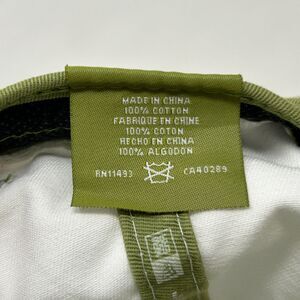 MADE IN CHINA
100% COTTON
FABRIQUE EN CHINE
100% COTON
HECHO EN CHINA
100% ALGODON
RN11493 CA40289